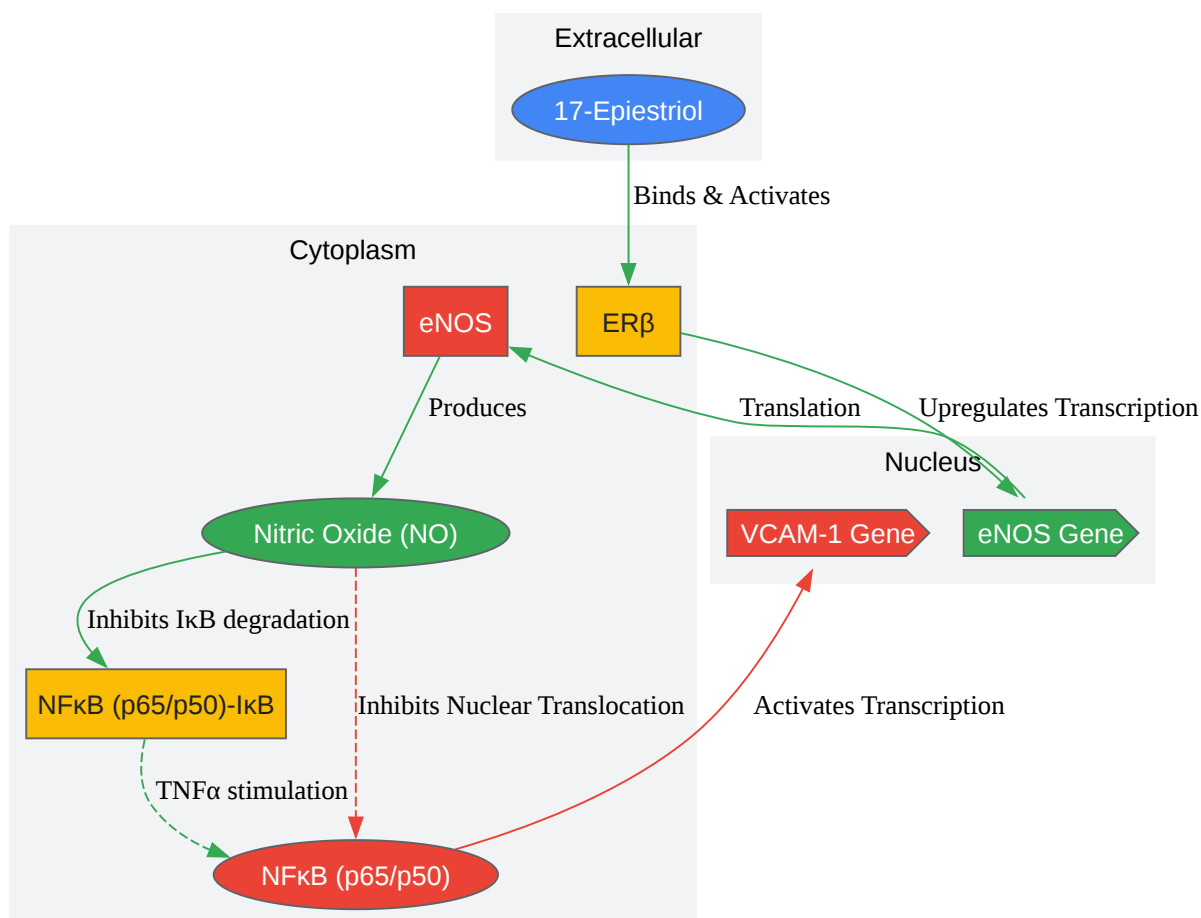 Extracellular
17-Epiestriol
Binds & Activates
Cytoplasm
eNOS
ERβ
Produces
Translation
Upregulates Transcription
Nucleus
Nitric Oxide (NO)
VCAM-1 Gene
eNOS Gene
Inhibits IκB degradation
NFκB (p65/p50)-IκB
Inhibits Nuclear Translocation
Activates Transcription
TNFα stimulation
NFκB (p65/p50)